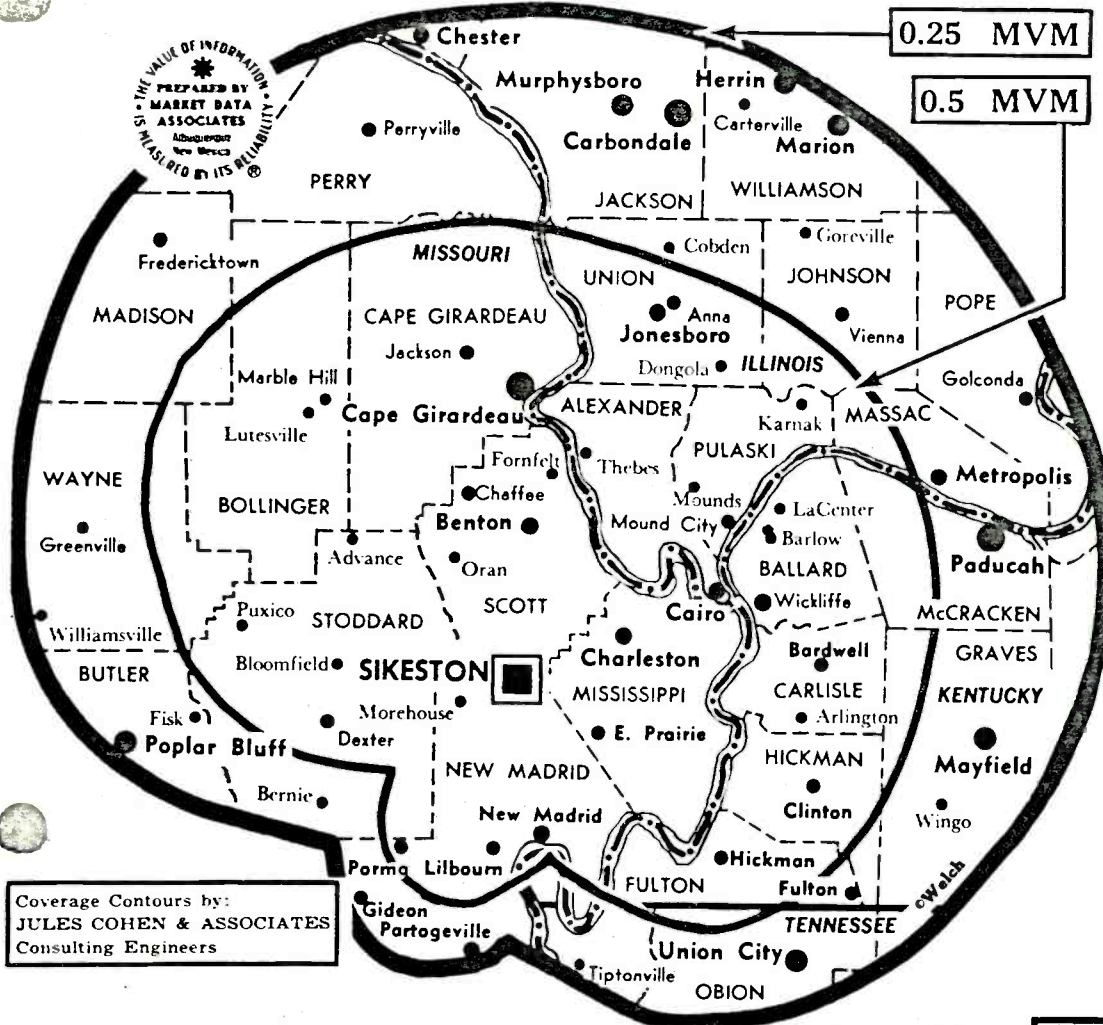 0.25 MVM
0.5 MVM
THE VALUE OF INFORMATION
IS MEASURED BY ITS RELIABILITY
PREPARED BY
MARKET DATA
ASSOCIATES
Albuquerque
New Mexico
®
Chester
Murphysboro
Herrin
Perryville
Carbondale
Carterville
Marion
PERRY
JACKSON
WILLIAMSON
Fredericktown
MISSOURI
Cobden
Goreville
UNION
JOHNSON
MADISON
CAPE GIRARDEAU
Anna
Jonesboro
POPE
Vienna
Jackson
Dongola
ILLINOIS
Golconda
Marble Hill
Lutesville
Cape Girardeau
ALEXANDER
Karnak
MASSAC
PULASKI
WAYNE
Fornfelt
Thebes
Metropolis
BOLLINGER
Chaffee
Mounds
LaCenter
Greenville
Benton
Mound City
Barlow
Advance
Oran
BALLARD
Paducah
Puxico
STODDARD
SCOTT
Cairo
Wickliffe
McCRACKEN
Williamsville
Charleston
Bardwell
GRAVES
BUTLER
Bloomfield
SIKESTON
MISSISSIPPI
CARLISLE
KENTUCKY
Fisk
Morehouse
Arlington
Poplar Bluff
Dexter
E. Prairie
HICKMAN
Mayfield
NEW MADRID
Bernie
Clinton
Wingo
New Madrid
Parma
Lilbourn
Hickman
FULTON
Fulton
©Welch
Gideon
Portageville
TENNESSEE
Union City
Tiptonville
OBION
Coverage Contours by:
JULES COHEN & ASSOCIATES
Consulting Engineers